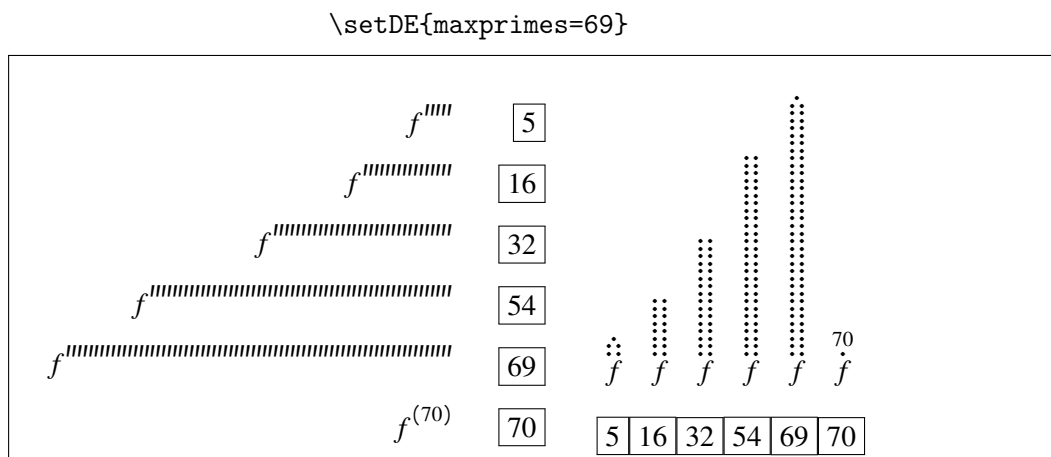 \setDE{maxprimes=69}
f′′′′′ 5
f′′′′′′′′′′′′′′′′ 16
f′′′′′′′′′′′′′′′′′′′′′′′′′′′′′′′′ 32
f′′′′′′′′′′′′′′′′′′′′′′′′′′′′′′′′′′′′′′′′′′′′′′′′′′′′′′ 54
f′′′′′′′′′′′′′′′′′′′′′′′′′′′′′′′′′′′′′′′′′′′′′′′′′′′′′′′′′′′′′′′′′′′′′ 69
f(70) 70
70
f f f f f f
5 16 32 54 69 70